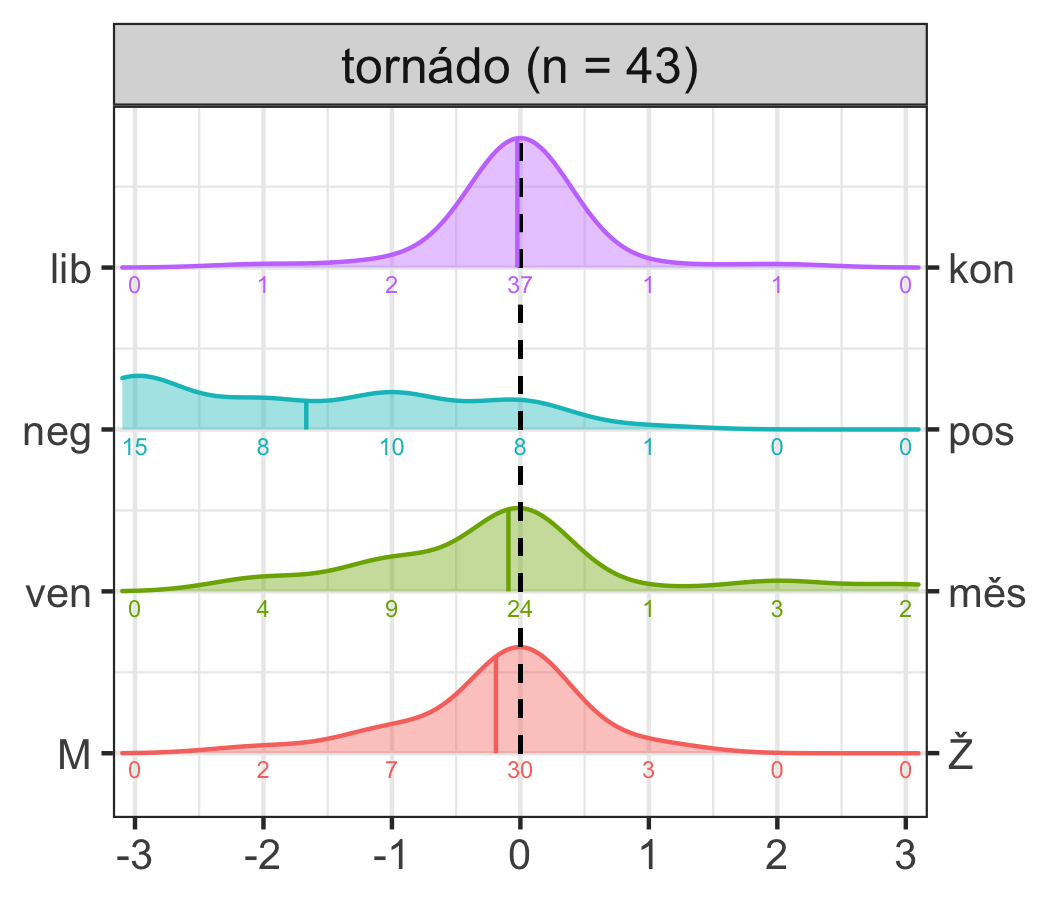 tornádo (n = 43)
lib kon
0 1 2 37 1 1 0
neg pos
15 8 10 8 1 0 0
ven měs
0 4 9 24 1 3 2
M Ž
0 2 7 30 3 0 0
-3 -2 -1 0 1 2 3